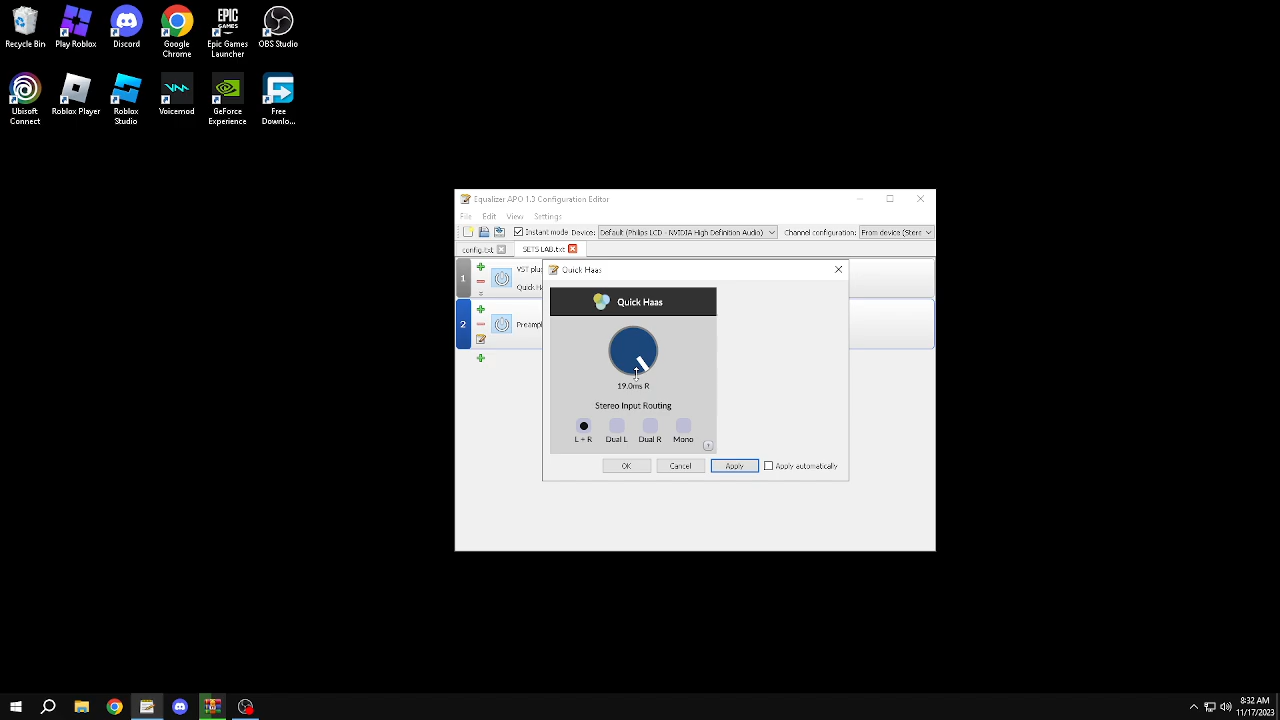 Recycle Bin
Play Roblox
Discord
Google Chrome
EPIC GAMES
Epic Games Launcher
OBS Studio
Ubisoft Connect
Roblox Player
Roblox Studio
Voicemod
GeForce Experience
Free Downlo...
Equalizer APO 1.3 Configuration Editor
File Edit View Settings
Instant mode Device: Default (Philips LCD - NVIDIA High Definition Audio) Channel configuration: From device (Stere
config.txt SETS LAB.txt
1 VST plu
Quick H
2 Preampl
Quick Haas
Quick Haas
19.0ms R
Stereo Input Routing
L + R Dual L Dual R Mono
?
OK Cancel Apply Apply automatically
8:32 AM
11/17/2023